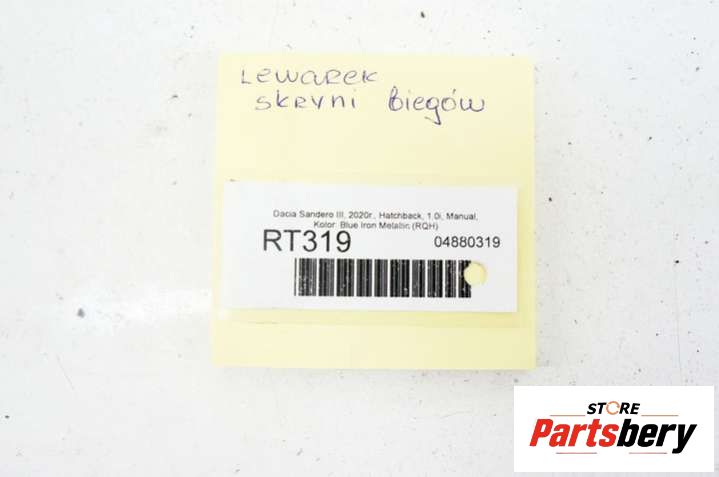 Lewarek
skryni biegów
Dacia Sandero III, 2020r., Hatchback, 1.0i, Manual,
Kolor: Blue Iron Metallic (RQH)
RT319
04880319
STORE
Partsbery